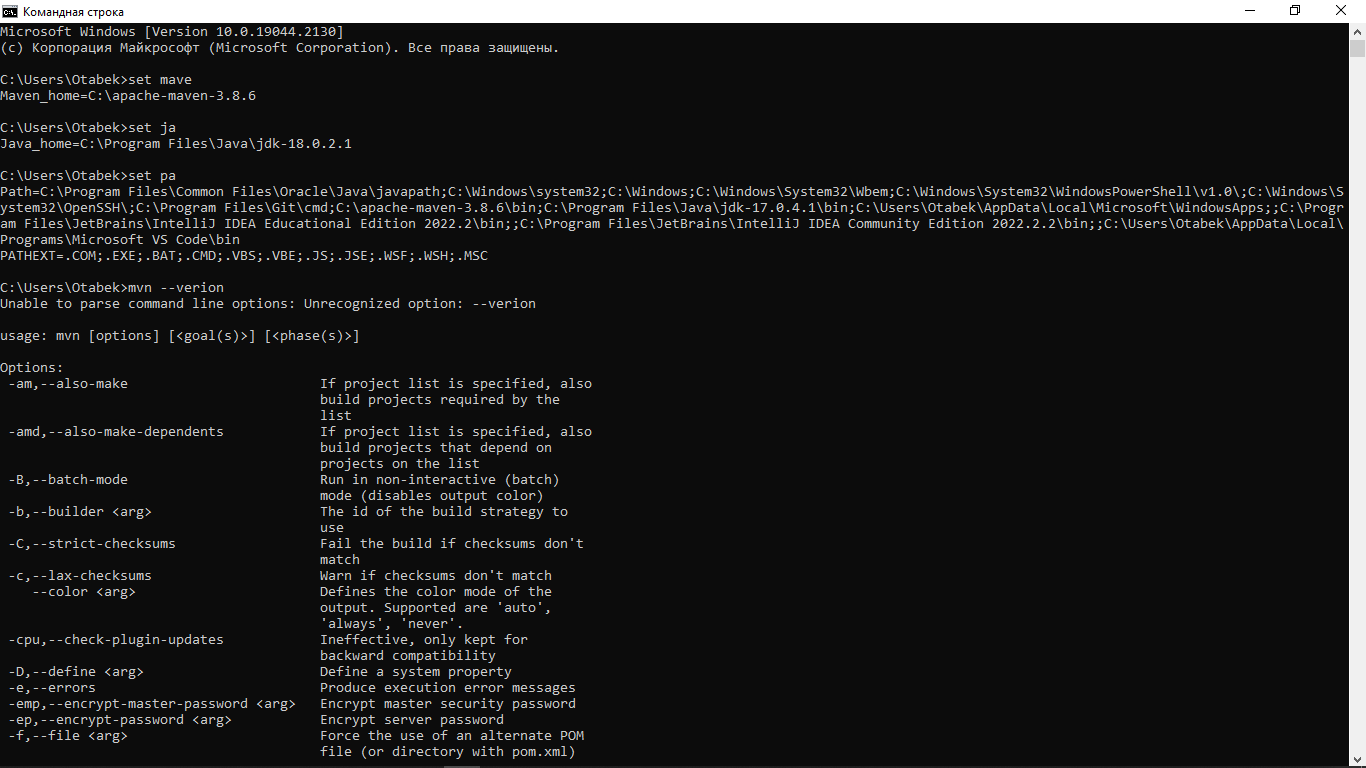 Командная строка
Microsoft Windows [Version 10.0.19044.2130]
(c) Корпорация Майкрософт (Microsoft Corporation). Все права защищены.
C:\Users\Otabek>set mave
Maven_home=C:\apache-maven-3.8.6
C:\Users\Otabek>set ja
Java_home=C:\Program Files\Java\jdk-18.0.2.1
C:\Users\Otabek>set pa
Path=C:\Program Files\Common Files\Oracle\Java\javapath;C:\Windows\system32;C:\Windows;C:\Windows\System32\Wbem;C:\Windows\System32\WindowsPowerShell\v1.0\;C:\Windows\S
ystem32\OpenSSH\;C:\Program Files\Git\cmd;C:\apache-maven-3.8.6\bin;C:\Program Files\Java\jdk-17.0.4.1\bin;C:\Users\Otabek\AppData\Local\Microsoft\WindowsApps;;C:\Progr
am Files\JetBrains\IntelliJ IDEA Educational Edition 2022.2\bin;;C:\Program Files\JetBrains\IntelliJ IDEA Community Edition 2022.2.2\bin;;C:\Users\Otabek\AppData\Local\
Programs\Microsoft VS Code\bin
PATHEXT=.COM;.EXE;.BAT;.CMD;.VBS;.VBE;.JS;.JSE;.WSF;.WSH;.MSC
C:\Users\Otabek>mvn --verion
Unable to parse command line options: Unrecognized option: --verion
usage: mvn [options] [<goal(s)>] [<phase(s)>]
Options:
-am,--also-make If project list is specified, also
build projects required by the
list
-amd,--also-make-dependents If project list is specified, also
build projects that depend on
projects on the list
-B,--batch-mode Run in non-interactive (batch)
mode (disables output color)
-b,--builder <arg> The id of the build strategy to
use
-C,--strict-checksums Fail the build if checksums don't
match
-c,--lax-checksums Warn if checksums don't match
--color <arg> Defines the color mode of the
output. Supported are 'auto',
'always', 'never'.
-cpu,--check-plugin-updates Ineffective, only kept for
backward compatibility
-D,--define <arg> Define a system property
-e,--errors Produce execution error messages
-emp,--encrypt-master-password <arg> Encrypt master security password
-ep,--encrypt-password <arg> Encrypt server password
-f,--file <arg> Force the use of an alternate POM
file (or directory with pom.xml)